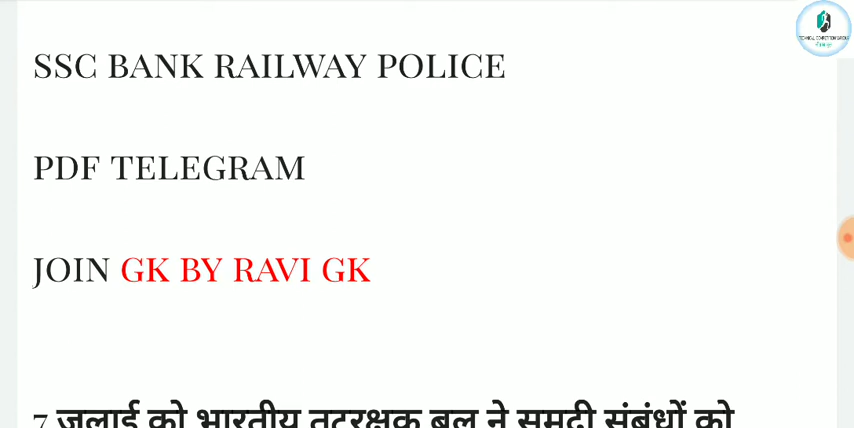 SSC BANK RAILWAY POLICE
PDF TELEGRAM
JOIN GK BY RAVI GK
7 जुलाई को भारतीय तटरक्षक बल ने समुद्री संबंधों को